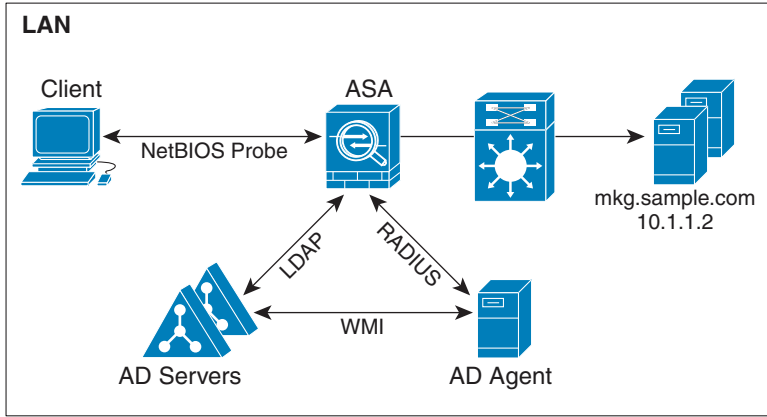 LAN
Client
ASA
NetBIOS Probe
mkg.sample.com
10.1.1.2
LDAP
RADIUS
WMI
AD Servers
AD Agent